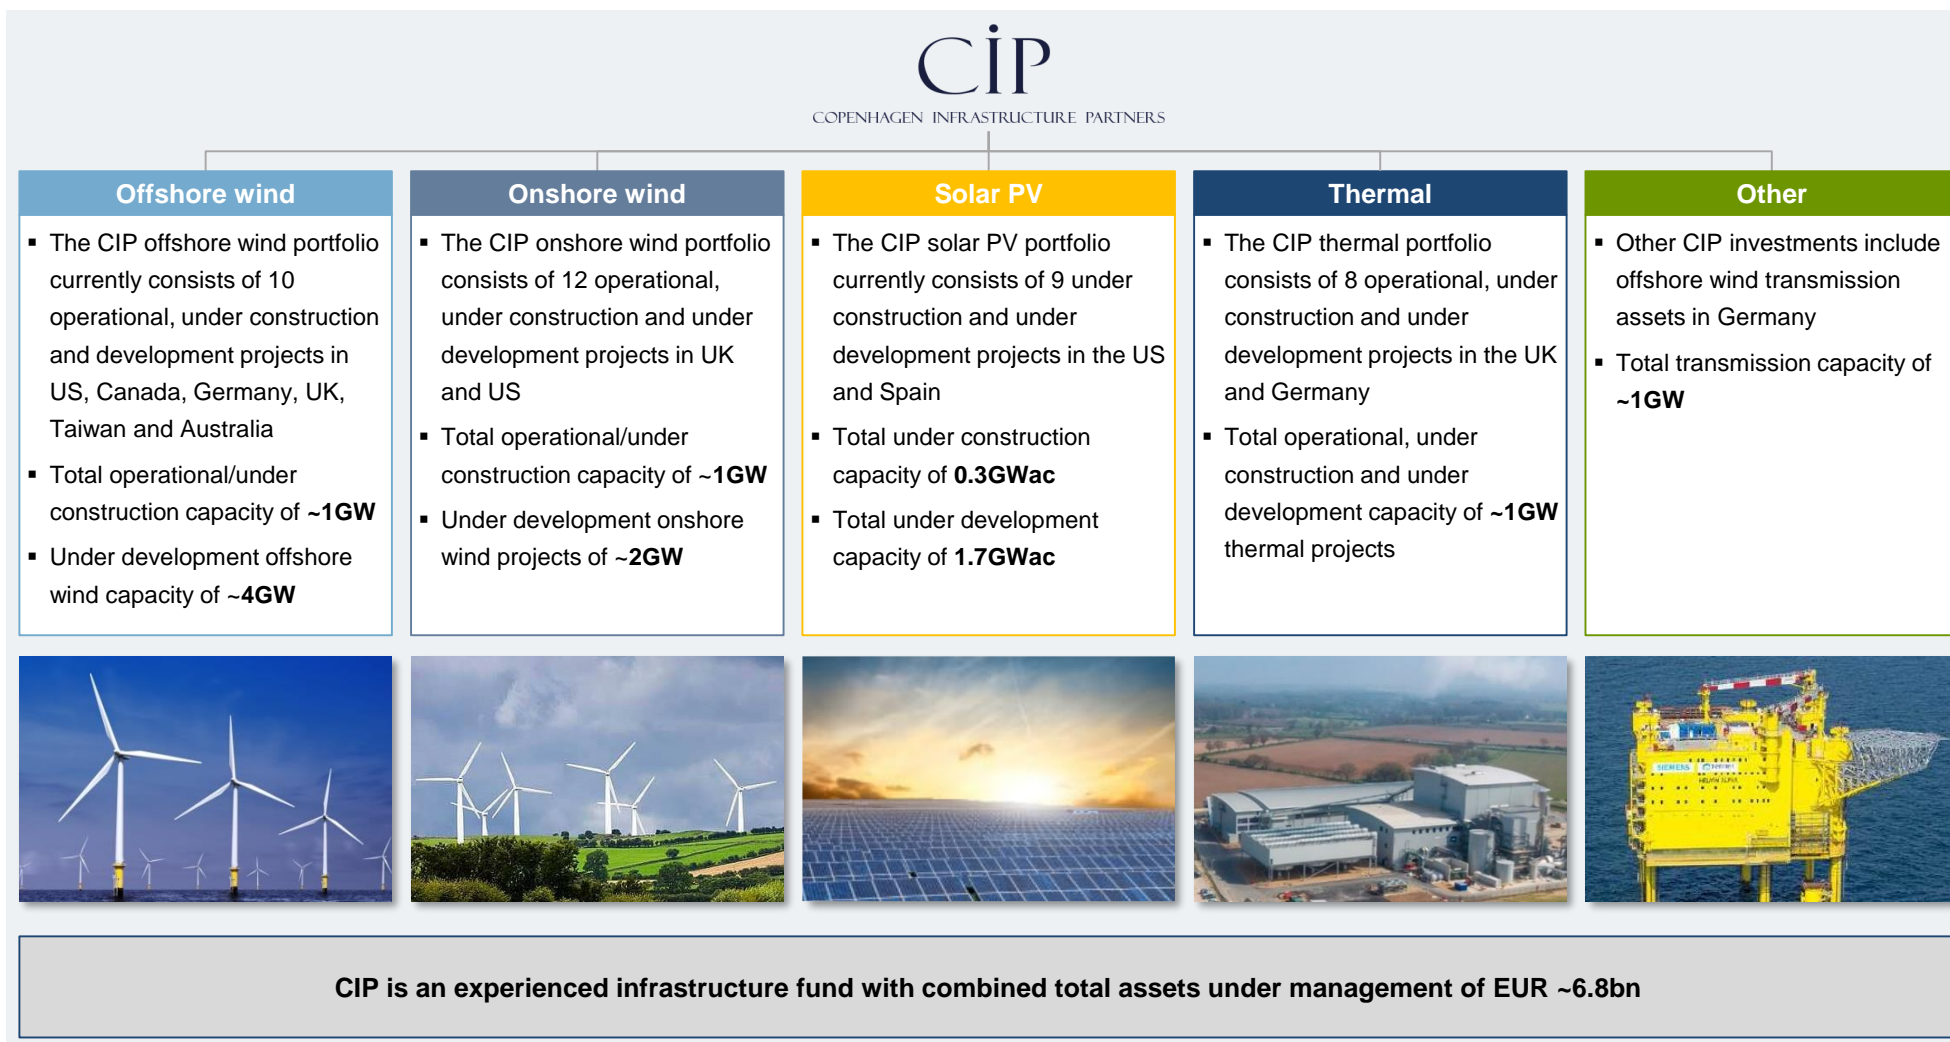 CiP
COPENHAGEN INFRASTRUCTURE PARTNERS
Offshore wind
▪ The CIP offshore wind portfolio
currently consists of 10
operational, under construction
and development projects in
US, Canada, Germany, UK,
Taiwan and Australia
▪ Total operational/under
construction capacity of ~1GW
▪ Under development offshore
wind capacity of ~4GW
Onshore wind
▪ The CIP onshore wind portfolio
consists of 12 operational,
under construction and under
development projects in UK
and US
▪ Total operational/under
construction capacity of ~1GW
▪ Under development onshore
wind projects of ~2GW
Solar PV
▪ The CIP solar PV portfolio
currently consists of 9 under
construction and under
development projects in the US
and Spain
▪ Total under construction
capacity of 0.3GWac
▪ Total under development
capacity of 1.7GWac
Thermal
▪ The CIP thermal portfolio
consists of 8 operational, under
construction and under
development projects in the UK
and Germany
▪ Total operational, under
construction and under
development capacity of ~1GW
thermal projects
Other
▪ Other CIP investments include
offshore wind transmission
assets in Germany
▪ Total transmission capacity of
~1GW
SIEMENS
CIP is an experienced infrastructure fund with combined total assets under management of EUR ~6.8bn